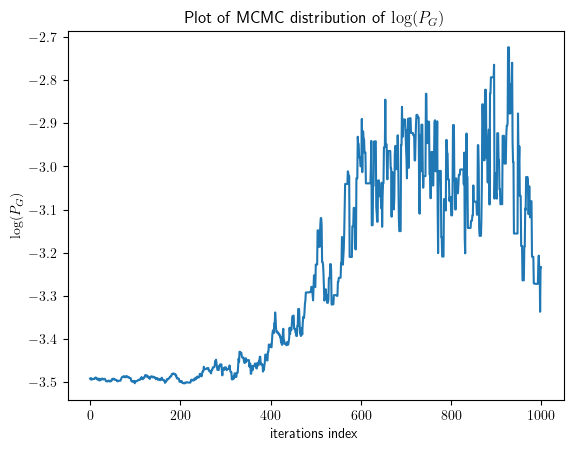 Plot of MCMC distribution of log(P_G)
log(P_G)
−2.7
−2.8
−2.9
−3.0
−3.1
−3.2
−3.3
−3.4
−3.5
0 200 400 600 800 1000
iterations index